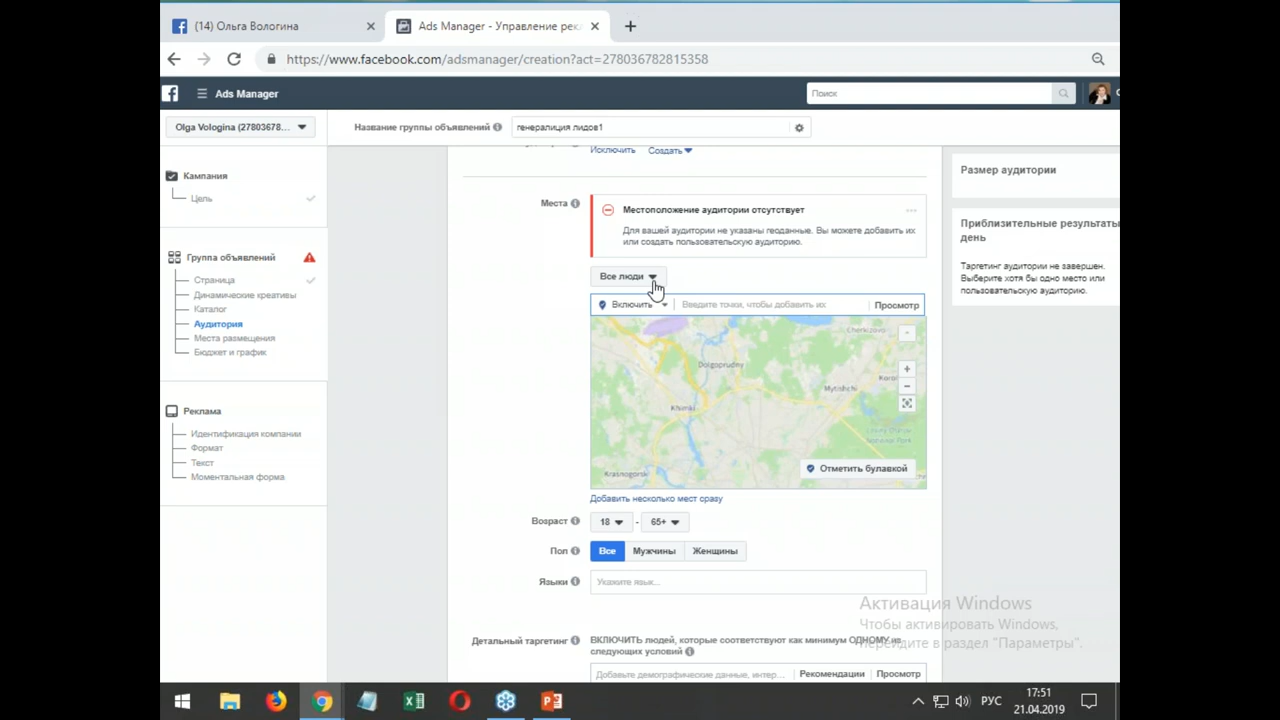 (14) Ольга Вологина
Ads Manager - Управление рек
https://www.facebook.com/adsmanager/creation?act=278036782815358
Ads Manager
Поиск
Olga Vologina (27803678...
Название группы объявлений
генералиция лидов1
Исключить Создать
Кампания
Цель
Группа объявлений
Страница
Динамические креативы
Каталог
Аудитория
Места размещения
Бюджет и график
Реклама
Идентификация компании
Формат
Текст
Моментальная форма
Места
Местоположение аудитории отсутствует
Для вашей аудитории не указаны геоданные. Вы можете добавить их
или создать пользовательскую аудиторию.
Все люди
Включить
Введите точки, чтобы добавить их
Просмотр
Dolgoprudny
Mytishchi
Khimki
Krasnogorsk
Отметить булавкой
Добавить несколько мест сразу
Возраст
18 - 65+
Пол
Все Мужчины Женщины
Языки
Укажите язык...
Детальный таргетинг
ВКЛЮЧИТЬ людей, которые соответствуют как минимум ОДНОМУ из
следующих условий
Добавьте демографические данные, интер...
Рекомендации Просмотр
Размер аудитории
Приблизительные результаты
день
Таргетинг аудитории не завершен.
Выберите хотя бы одно место или
пользовательскую аудиторию.
Активация Windows
Чтобы активировать Windows,
перейдите в раздел "Параметры".
РУС
17:51
21.04.2019